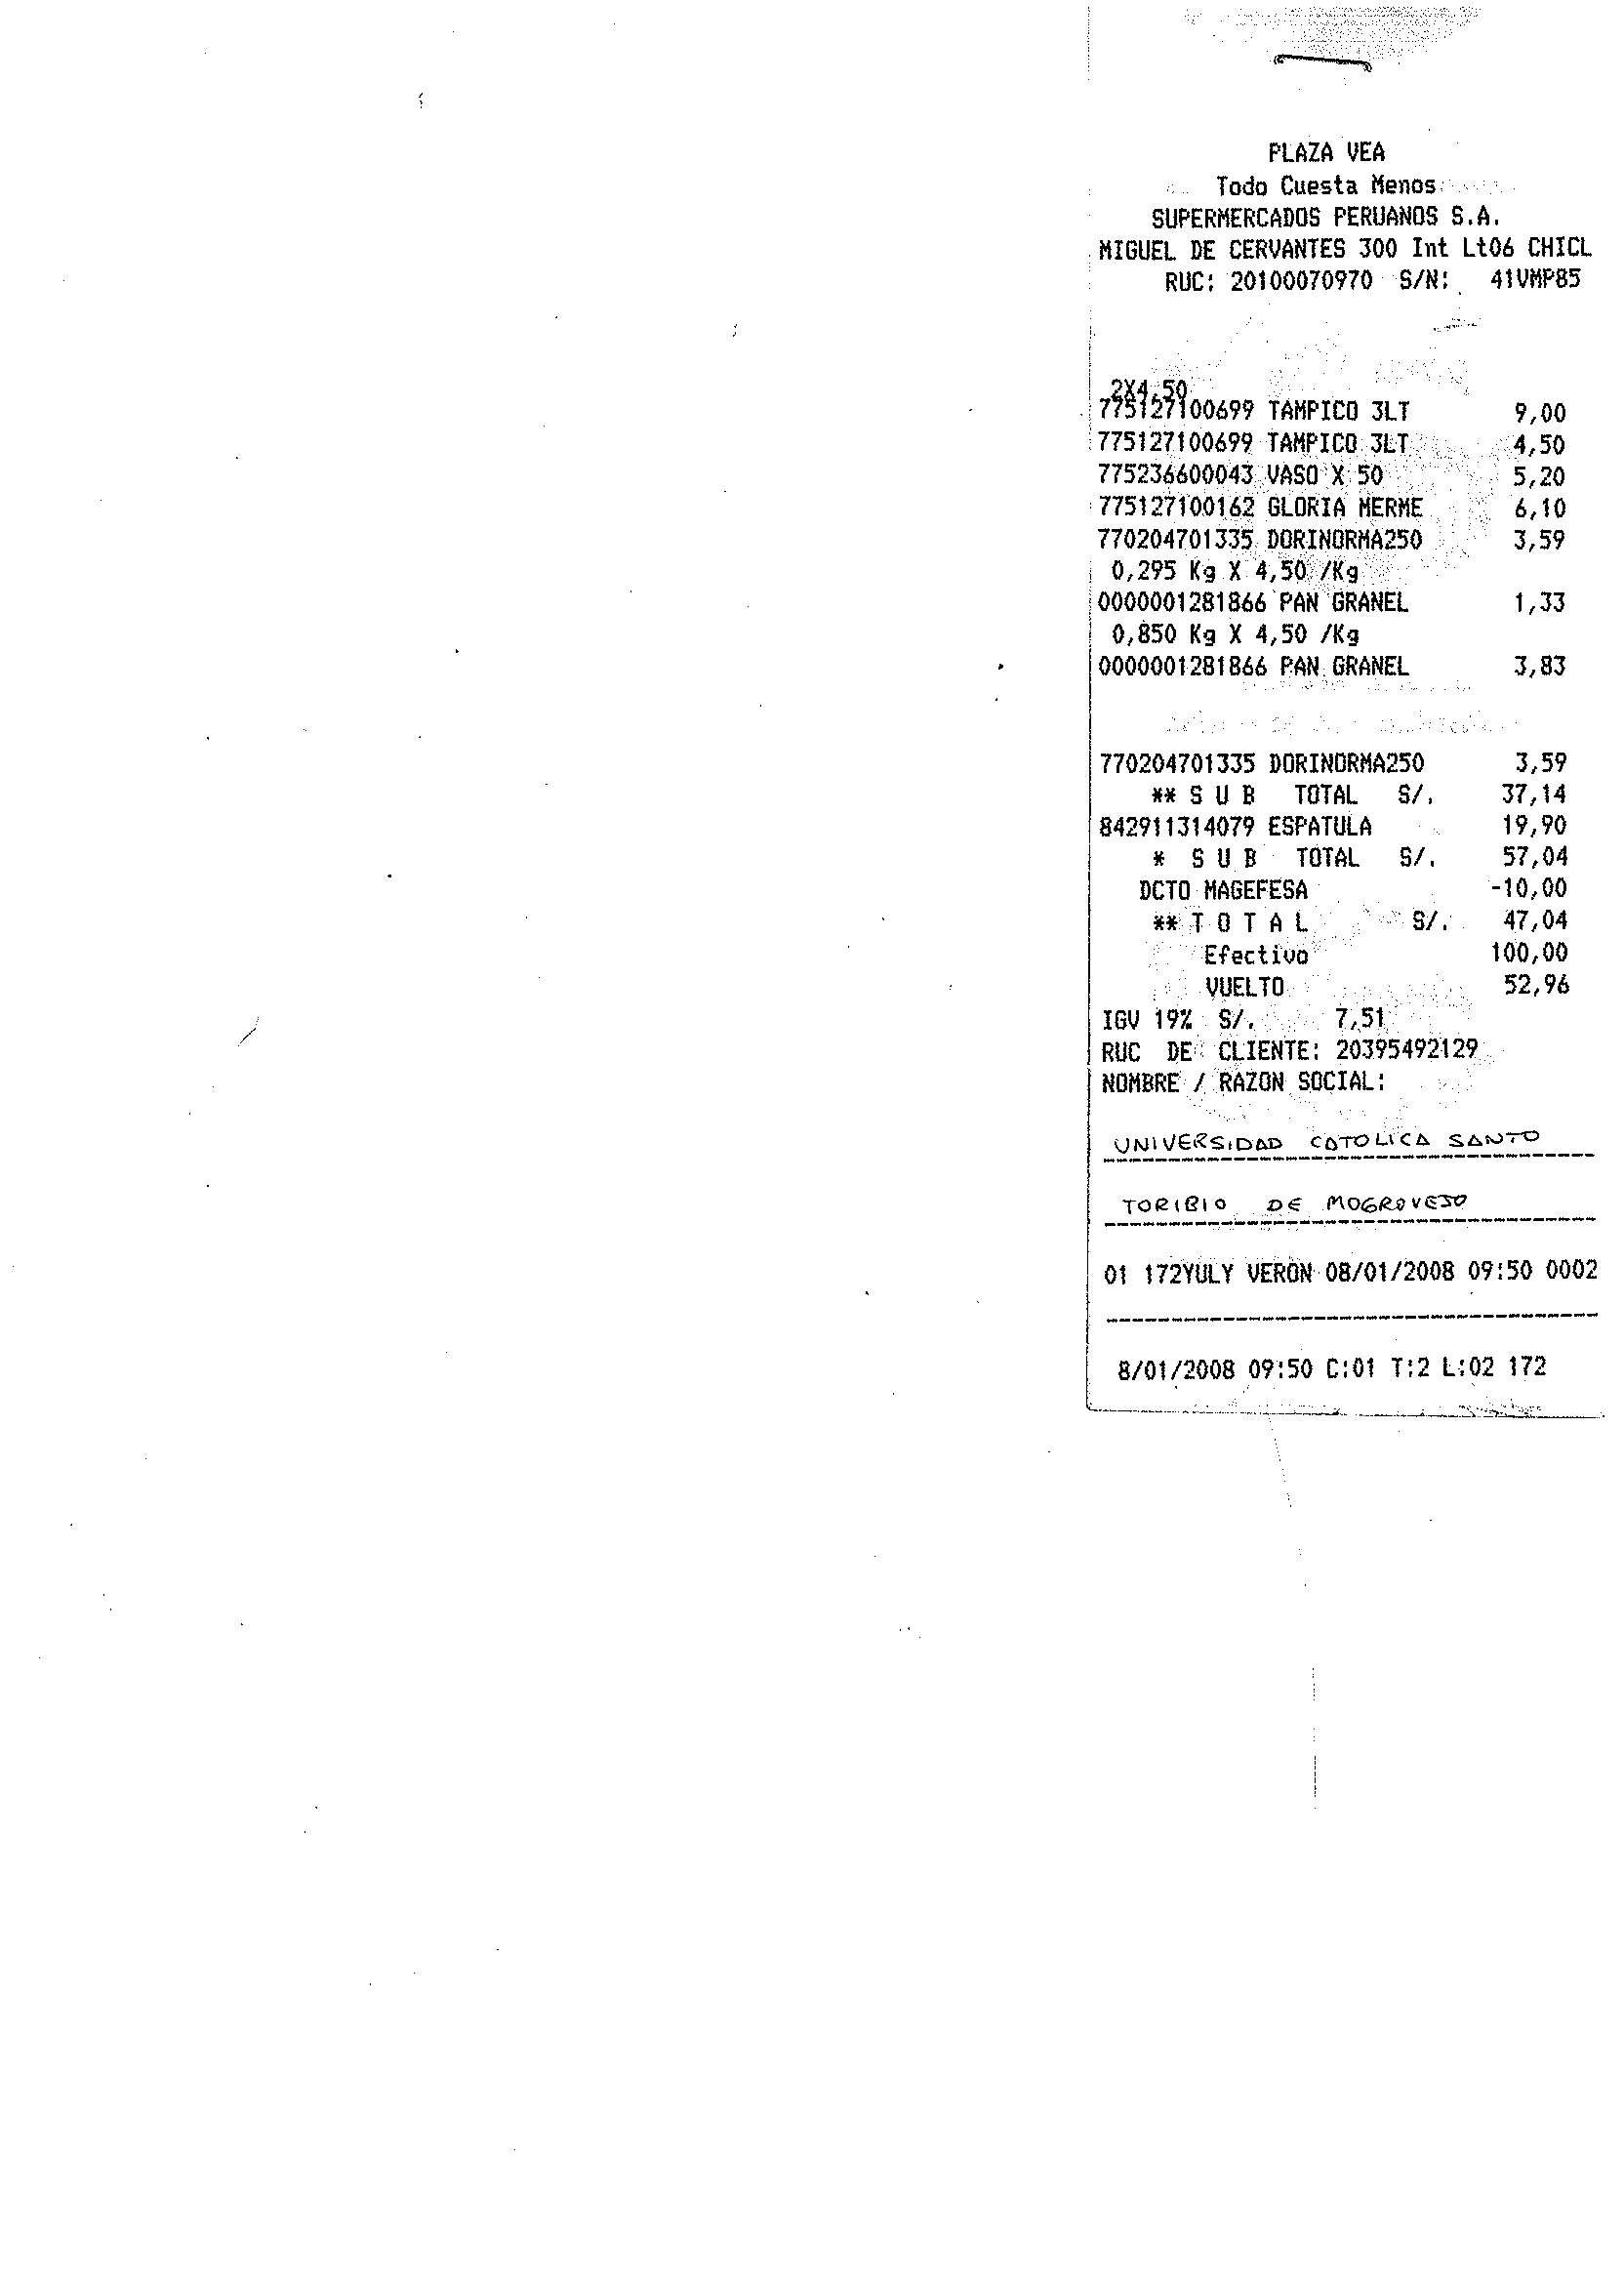 PLAZA VEA
Todo Cuesta Menos
SUPERMERCADOS PERUANOS S.A.
MIGUEL DE CERVANTES 300 Int Lt06 CHICL
RUC: 20100070970 S/N: 41VMP85
2X4,50
775127100699 TAMPICO 3LT 9,00
775127100699 TAMPICO 3LT 4,50
775236600043 VASO X 50 5,20
775127100162 GLORIA MERME 6,10
770204701335 DORINORMA250 3,59
0,295 Kg X 4,50 /Kg
0000001281866 PAN GRANEL 1,33
0,850 Kg X 4,50 /Kg
0000001281866 PAN GRANEL 3,83
770204701335 DORINORMA250 3,59
** S U B TOTAL S/. 37,14
842911314079 ESPATULA 19,90
* S U B TOTAL S/. 57,04
DCTO MAGEFESA -10,00
** T O T A L S/. 47,04
Efectivo 100,00
VUELTO 52,96
IGV 19% S/. 7,51
RUC DE CLIENTE: 20395492129
NOMBRE / RAZON SOCIAL:
UNIVERSIDAD CATOLICA SANTO
TORIBIO DE MOGROVEJO
01 172YULY VERON 08/01/2008 09:50 0002
8/01/2008 09:50 C:01 T:2 L:02 172